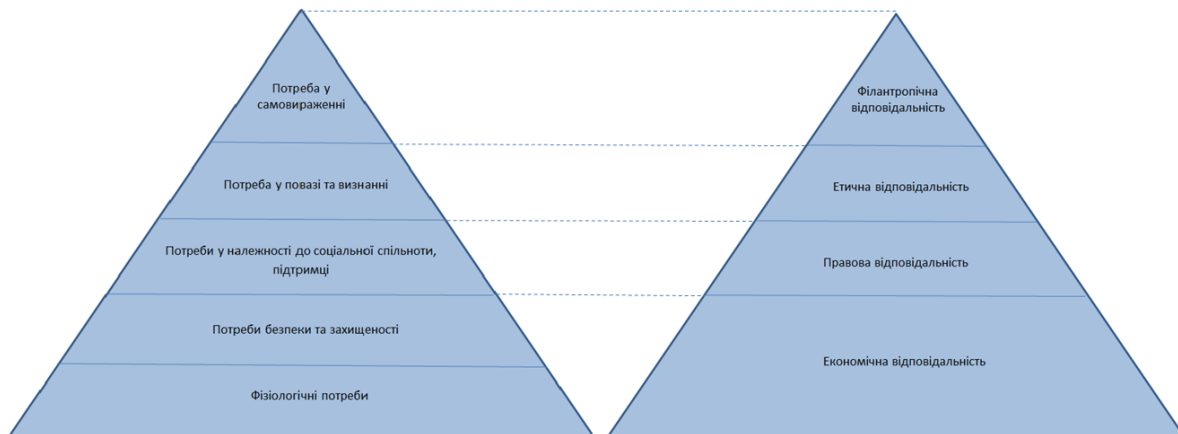 Потреба у
самовираженні
Потреба у повазі та визнанні
Потреби у належності до соціальної спільноти,
підтримці
Потреби безпеки та захищеності
Фізіологічні потреби
Філантропічна
відповідальність
Етична відповідальність
Правова відповідальність
Економічна відповідальність